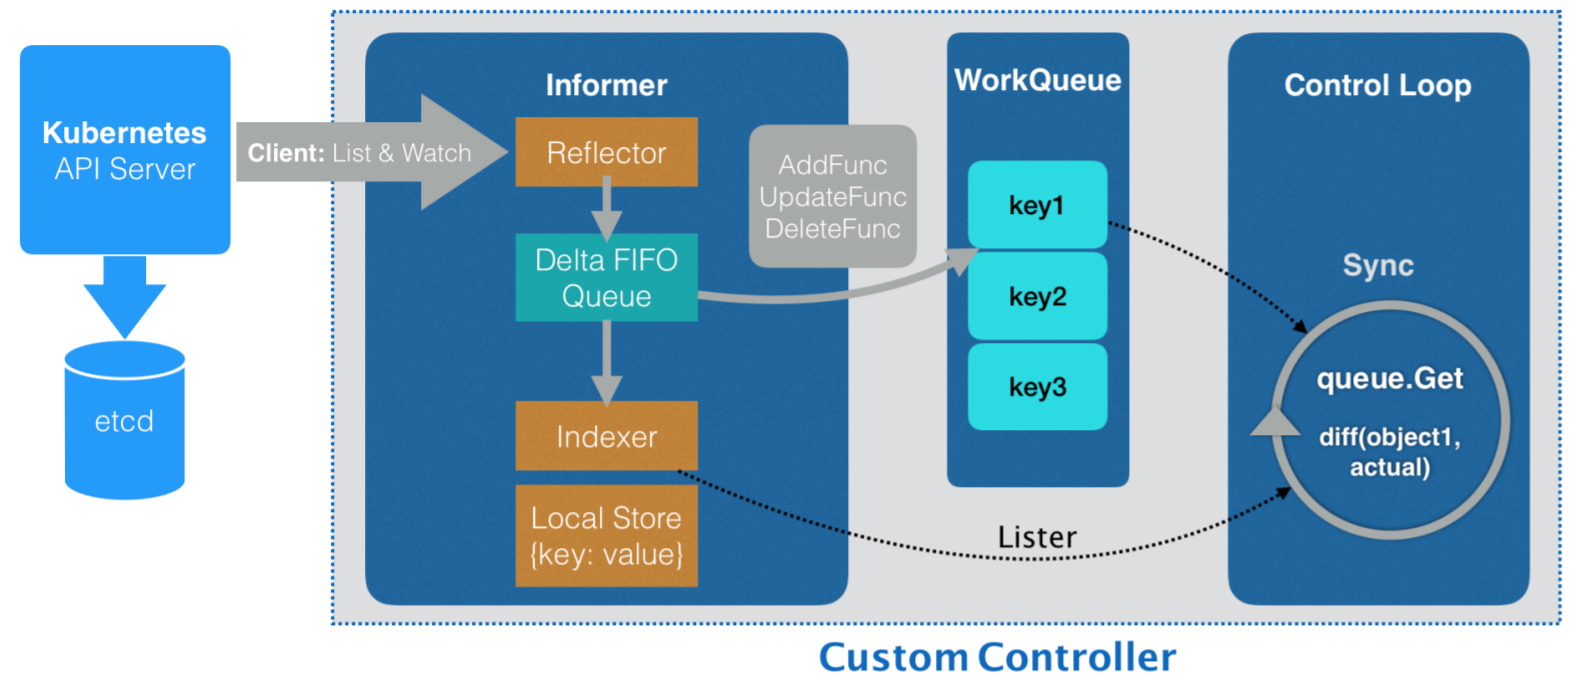 Kubernetes
API Server
etcd
Client: List & Watch
Informer
Reflector
Delta FIFO
Queue
Indexer
Local Store
{key: value}
AddFunc
UpdateFunc
DeleteFunc
WorkQueue
key1
key2
key3
Lister
Control Loop
Sync
queue.Get
diff(object1,
actual)
Custom Controller